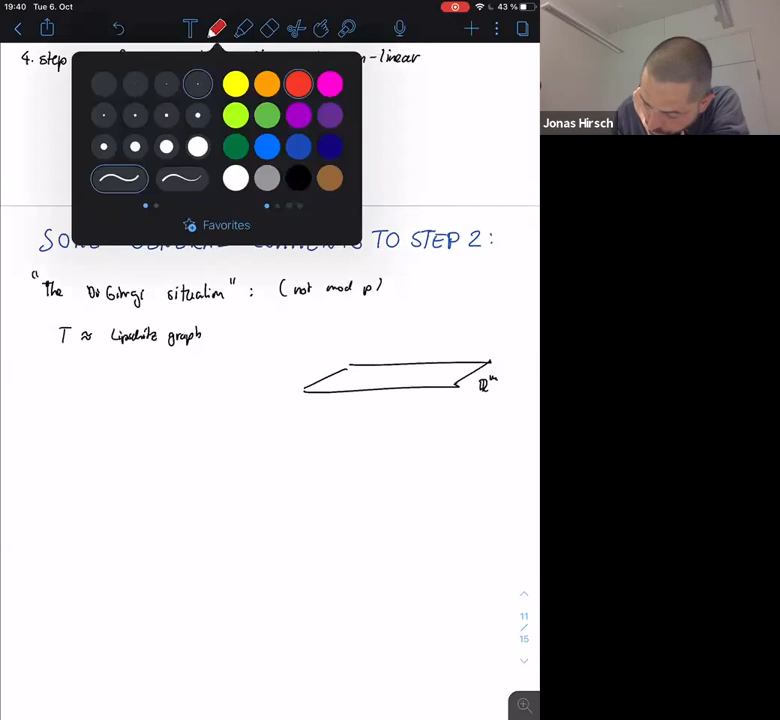 19:40 Tue 6. Oct
43 %
T
4. step
n-linear
Favorites
Jonas Hirsch
TO STEP 2:
"The De Giorgi situation": (not mod p)
T ≈ Lipschitz graph
ℝᵐ
11
/
15